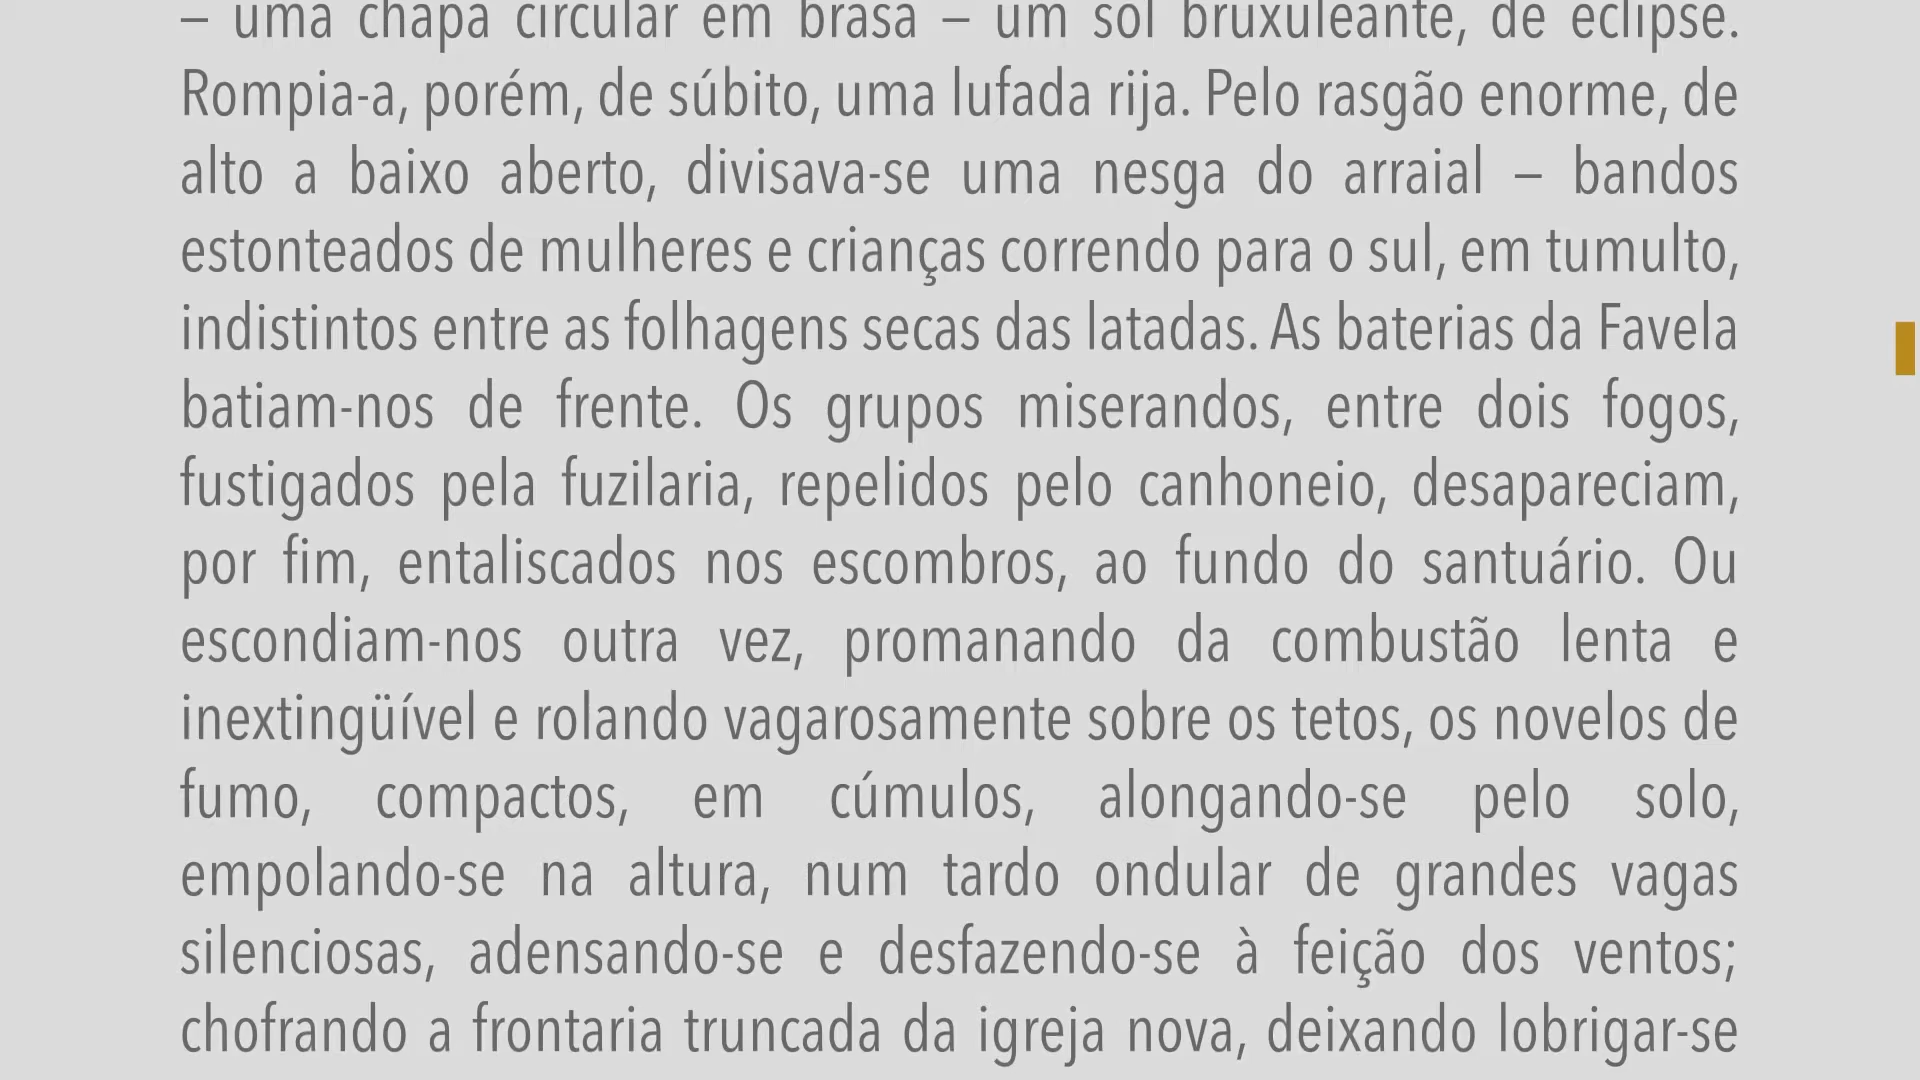 – uma chapa circular em brasa – um sol bruxuleante, de eclipse.
Rompia-a, porém, de súbito, uma lufada rija. Pelo rasgão enorme, de
alto a baixo aberto, divisava-se uma nesga do arraial – bandos
estonteados de mulheres e crianças correndo para o sul, em tumulto,
indistintos entre as folhagens secas das latadas. As baterias da Favela
batiam-nos de frente. Os grupos miserandos, entre dois fogos,
fustigados pela fuzilaria, repelidos pelo canhoneio, desapareciam,
por fim, entaliscados nos escombros, ao fundo do santuário. Ou
escondiam-nos outra vez, promanando da combustão lenta e
inextingüível e rolando vagarosamente sobre os tetos, os novelos de
fumo, compactos, em cúmulos, alongando-se pelo solo,
empolando-se na altura, num tardo ondular de grandes vagas
silenciosas, adensando-se e desfazendo-se à feição dos ventos;
chofrando a frontaria truncada da igreja nova, deixando lobrigar-se